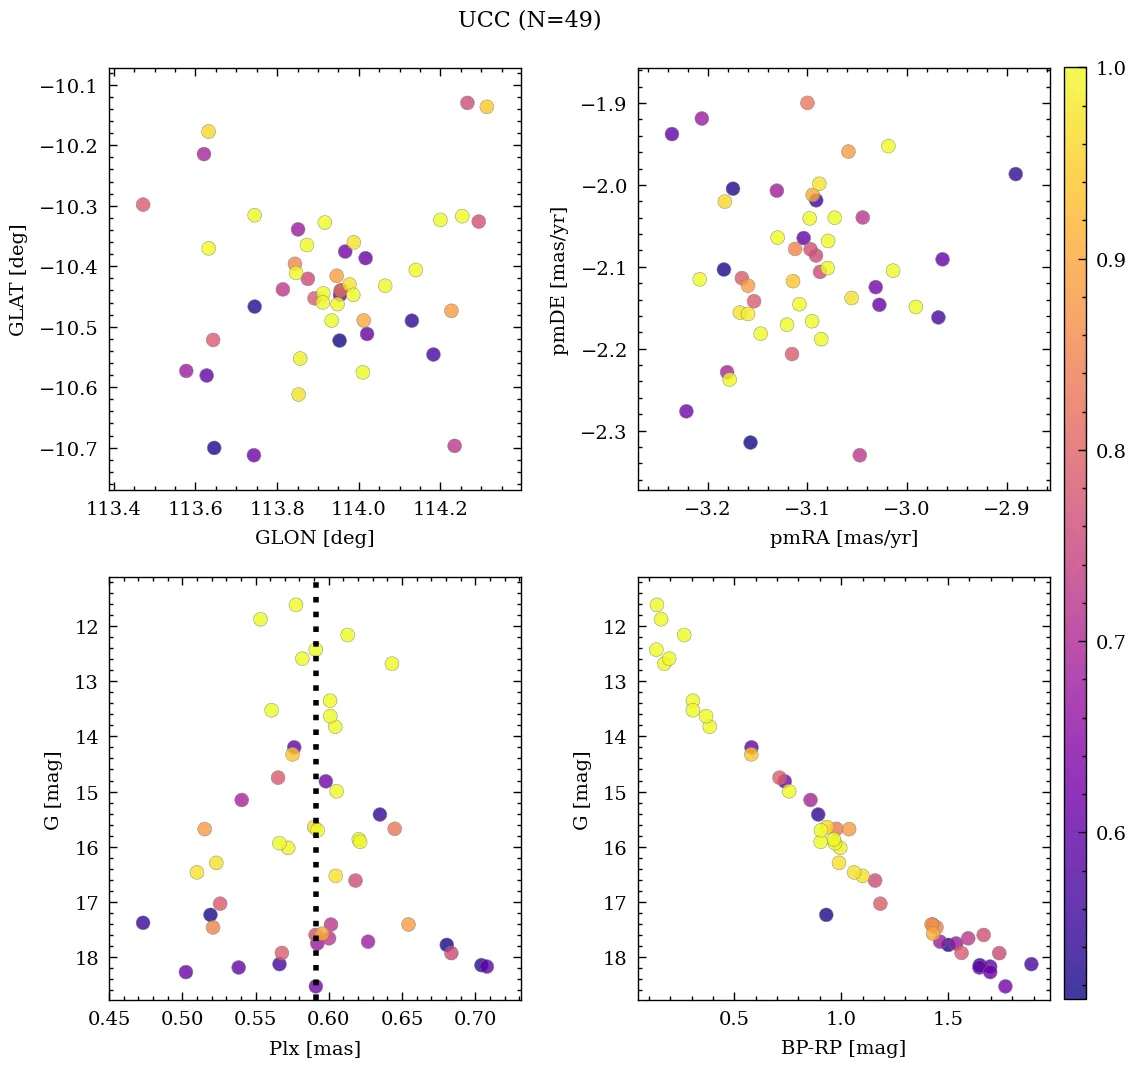 UCC (N=49)
−10.1
−10.2
−10.3
−10.4
−10.5
−10.6
−10.7
GLAT [deg]
113.4 113.6 113.8 114.0 114.2
GLON [deg]
−1.9
−2.0
−2.1
−2.2
−2.3
pmDE [mas/yr]
−3.2 −3.1 −3.0 −2.9
pmRA [mas/yr]
1.0
0.9
0.8
0.7
0.6
12
13
14
15
16
17
18
G [mag]
0.45 0.50 0.55 0.60 0.65 0.70
Plx [mas]
12
13
14
15
16
17
18
G [mag]
0.5 1.0 1.5
BP-RP [mag]